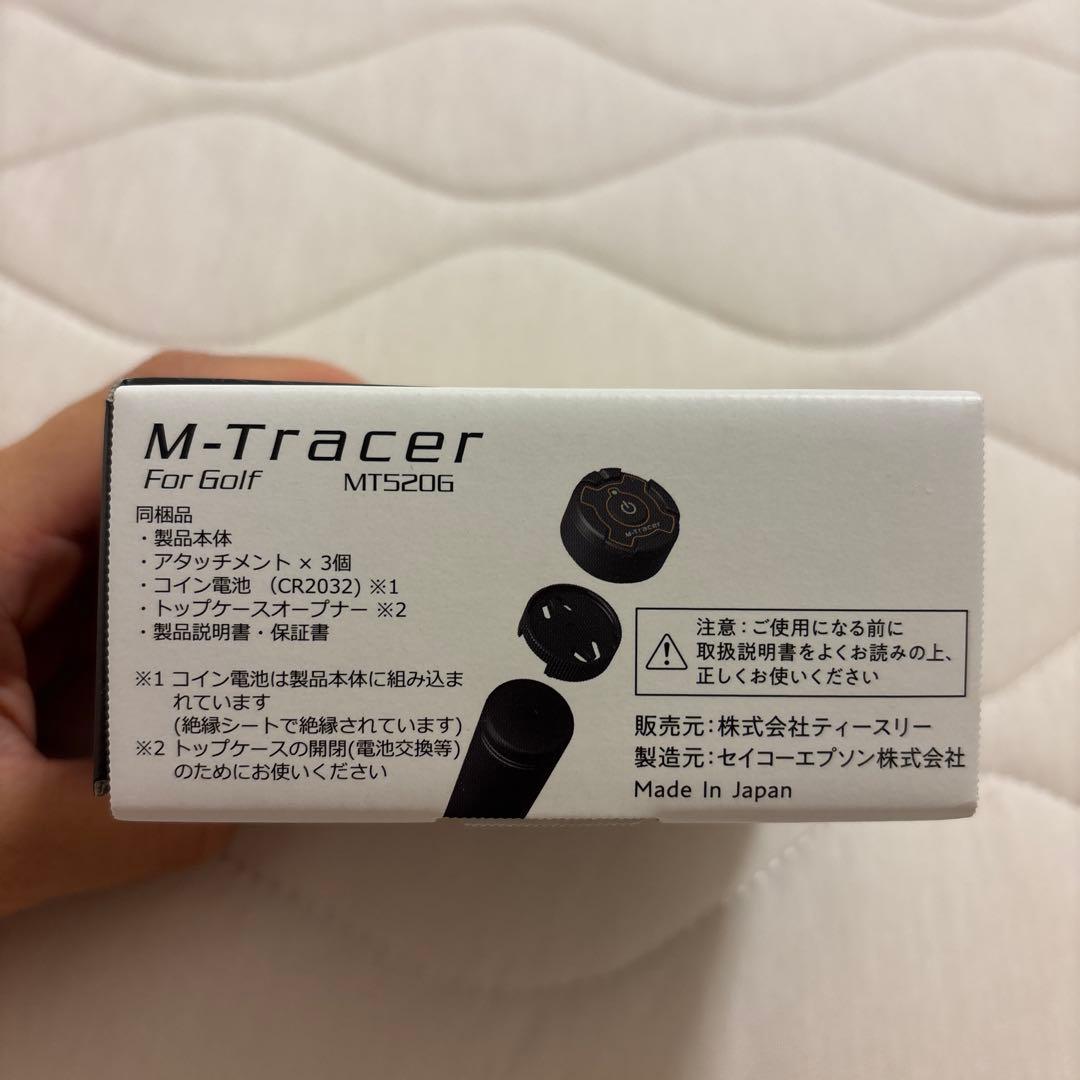 M-Tracer
For Golf MT520G
同梱品
・製品本体
・アタッチメント × 3個
・コイン電池 （CR2032) ※1
・トップケースオープナー ※2
・製品説明書・保証書
※1 コイン電池は製品本体に組み込ま
れています
(絶縁シートで絶縁されています)
※2 トップケースの開閉(電池交換等)
のためにお使いください
M-Tracer
注意：ご使用になる前に
取扱説明書をよくお読みの上、
正しくお使いください
販売元：株式会社ティースリー
製造元：セイコーエプソン株式会社
Made In Japan